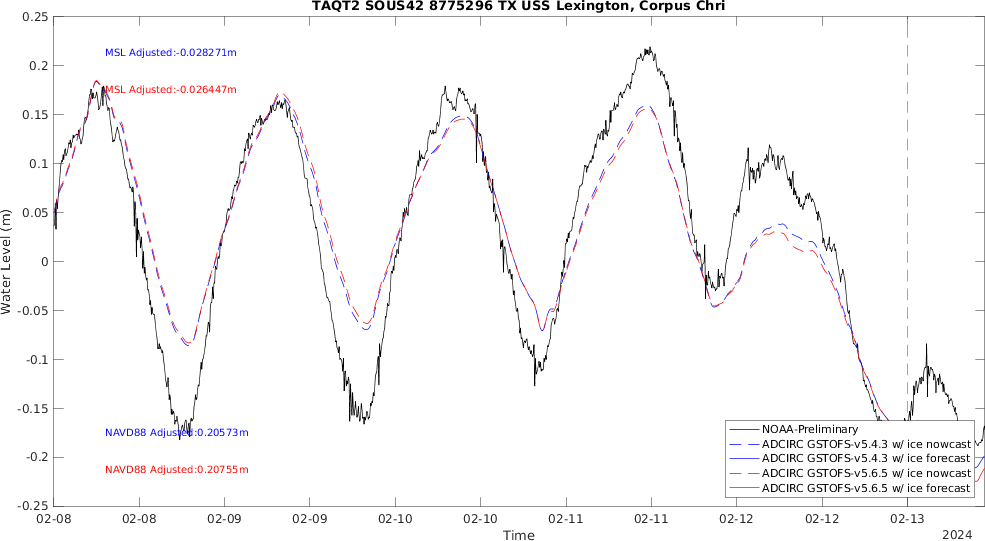 TAQT2 SOUS42 8775296 TX USS Lexington, Corpus Chri
0.25
0.2
0.15
0.1
0.05
0
-0.05
-0.1
-0.15
-0.2
-0.25
Water Level (m)
MSL Adjusted:-0.028271m
MSL Adjusted:-0.026447m
NAVD88 Adjusted:0.20573m
NAVD88 Adjusted:0.20755m
NOAA-Preliminary
ADCIRC GSTOFS-v5.4.3 w/ ice nowcast
ADCIRC GSTOFS-v5.4.3 w/ ice forecast
ADCIRC GSTOFS-v5.6.5 w/ ice nowcast
ADCIRC GSTOFS-v5.6.5 w/ ice forecast
02-08 02-08 02-09 02-09 02-10 02-10 02-11 02-11 02-12 02-12 02-13
Time
2024